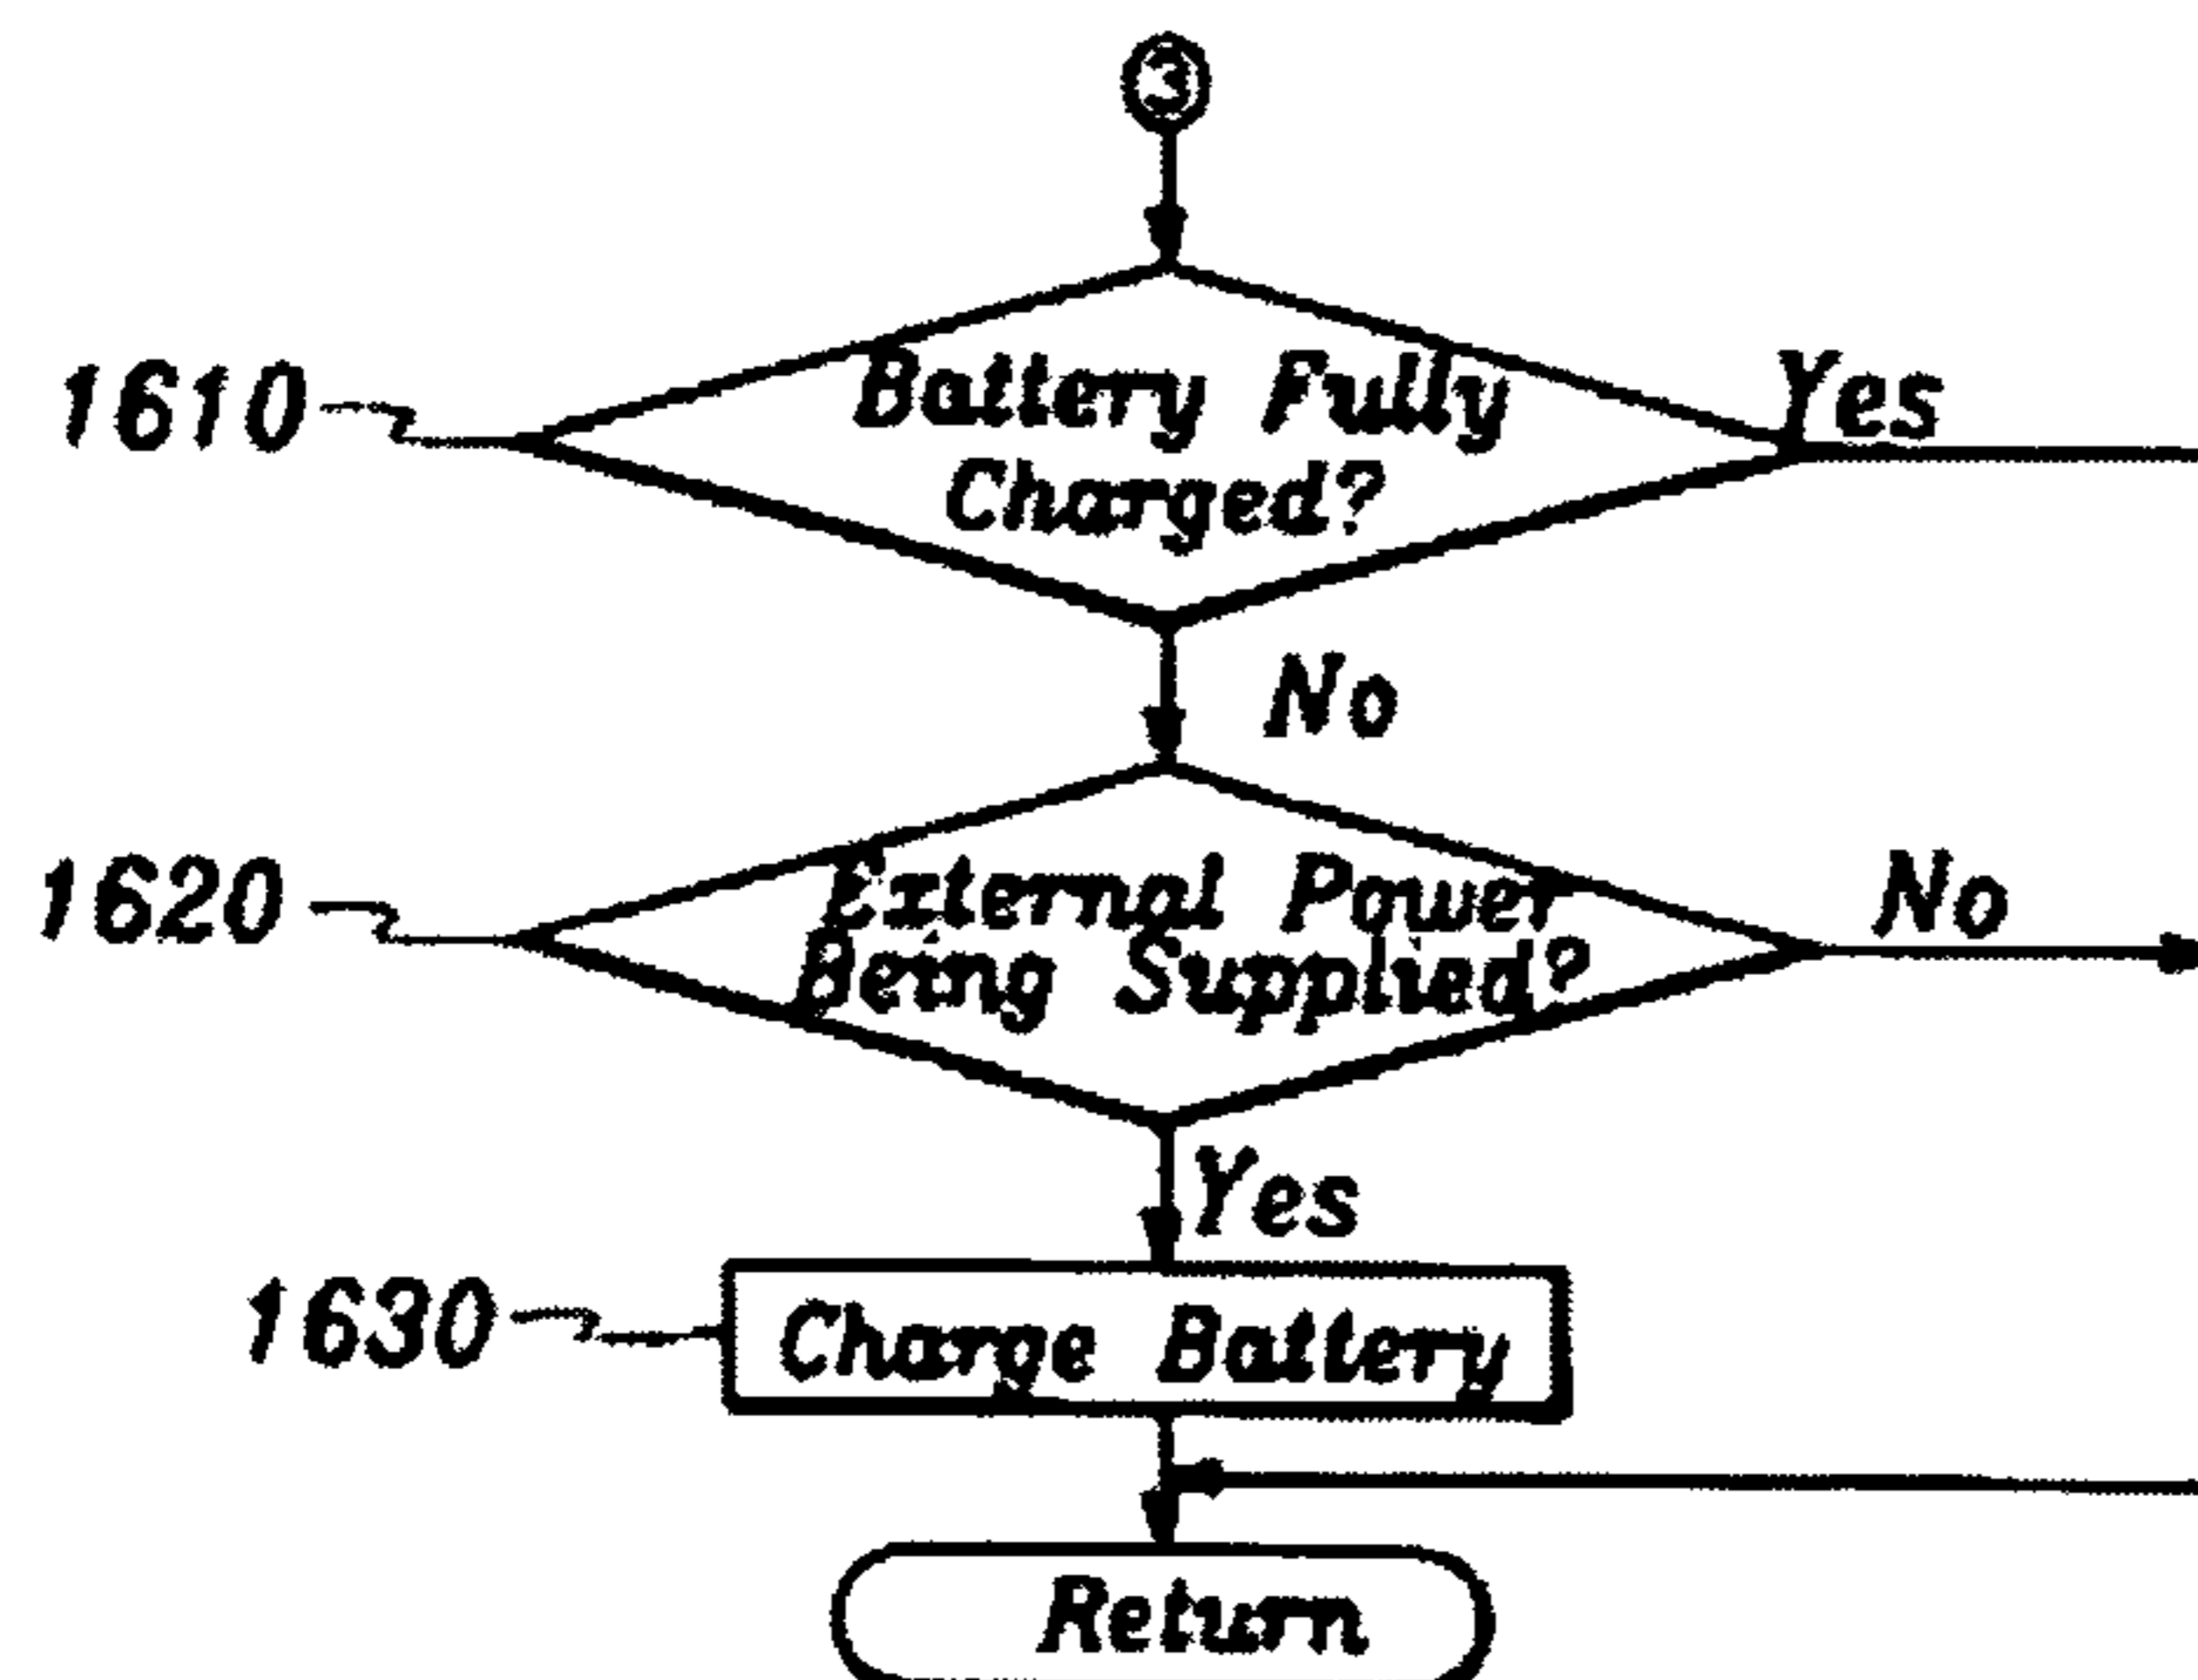 3
1610
Battery Fully
Charged?
Yes
No
1620
External Power
Being Supplied?
No
Yes
1630
Charge Battery
Return